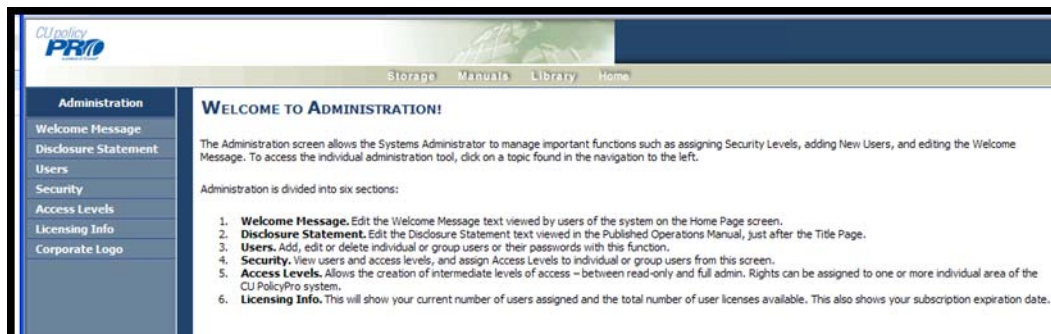 CU policy
PRO
Storage Manuals Library Home
Administration
Welcome Message
Disclosure Statement
Users
Security
Access Levels
Licensing Info
Corporate Logo
WELCOME TO ADMINISTRATION!
The Administration screen allows the Systems Administrator to manage important functions such as assigning Security Levels, adding New Users, and editing the Welcome
Message. To access the individual administration tool, click on a topic found in the navigation to the left.
Administration is divided into six sections:
1. Welcome Message. Edit the Welcome Message text viewed by users of the system on the Home Page screen.
2. Disclosure Statement. Edit the Disclosure Statement text viewed in the Published Operations Manual, just after the Title Page.
3. Users. Add, edit or delete individual or group users or their passwords with this function.
4. Security. View users and access levels, and assign Access Levels to individual or group users from this screen.
5. Access Levels. Allows the creation of intermediate levels of access – between read-only and full admin. Rights can be assigned to one or more individual area of the
CU PolicyPro system.
6. Licensing Info. This will show your current number of users assigned and the total number of user licenses available. This also shows your subscription expiration date.